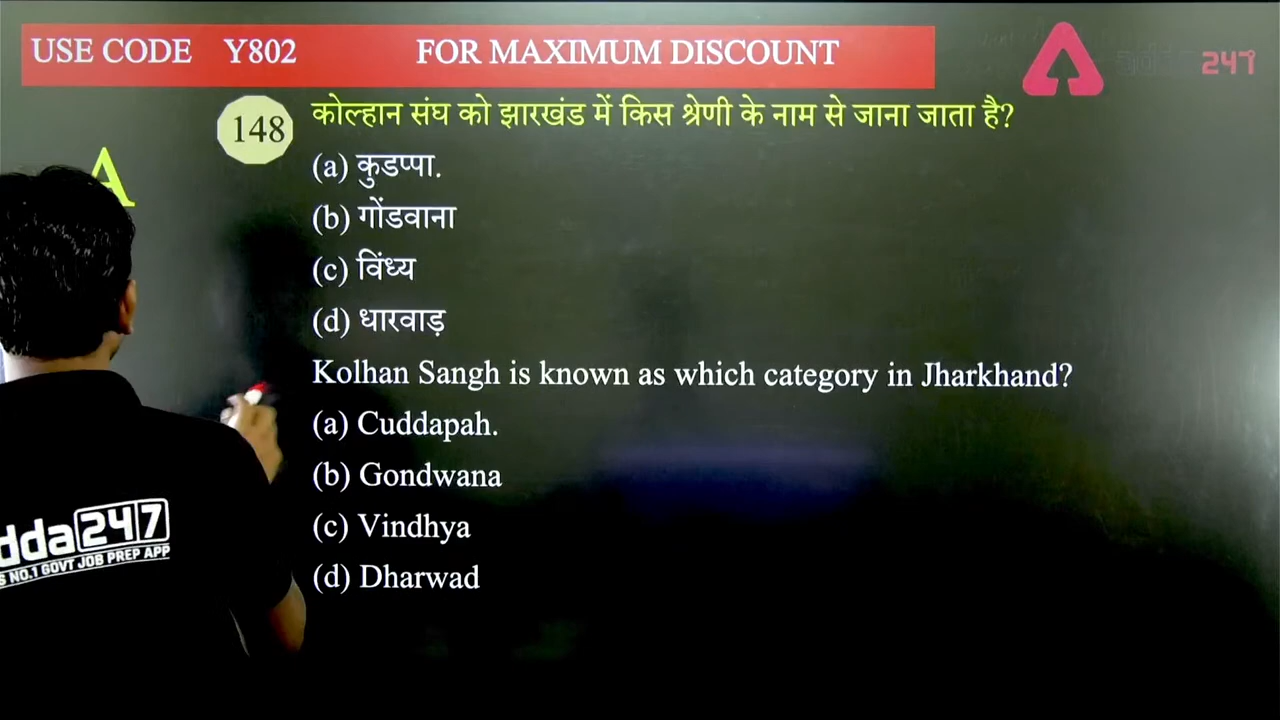 USE CODE Y802 FOR MAXIMUM DISCOUNT
247
148 कोल्हान संघ को झारखंड में किस श्रेणी के नाम से जाना जाता है?
A
(a) कुडप्पा.
(b) गोंडवाना
(c) विंध्य
(d) धारवाड़
Kolhan Sangh is known as which category in Jharkhand?
(a) Cuddapah.
(b) Gondwana
(c) Vindhya
(d) Dharwad
dda247
S NO.1 GOVT JOB PREP APP